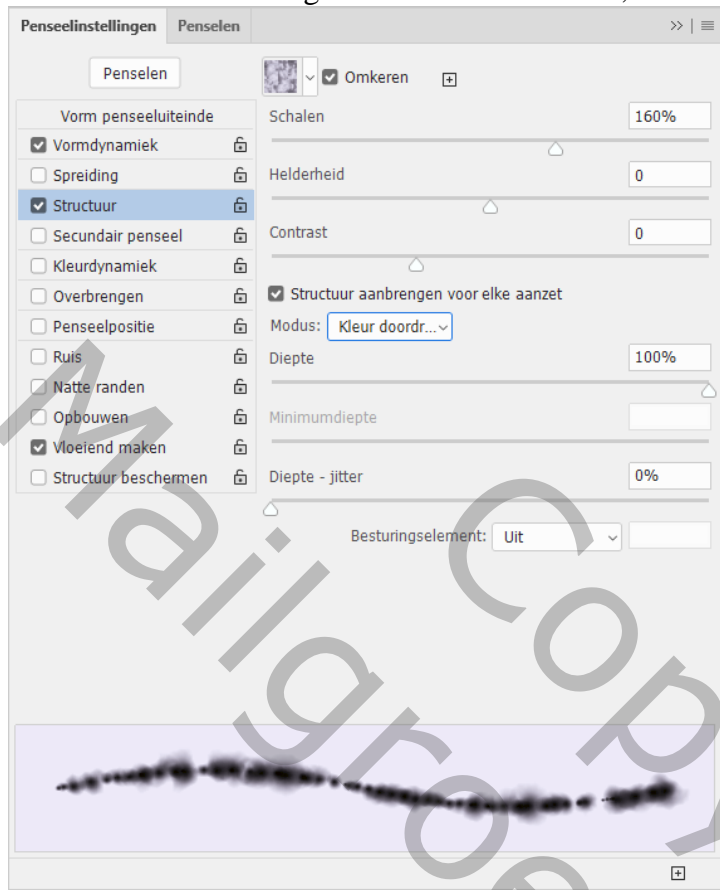 Penseelinstellingen Penselen
Penselen
Omkeren
Vorm penseeluiteinde
Schalen 160%
Vormdynamiek
Spreiding
Helderheid 0
Structuur
Secundair penseel
Contrast 0
Kleurdynamiek
Overbrengen
Structuur aanbrengen voor elke aanzet
Penseelpositie
Modus: Kleur doordr...
Ruis
Diepte 100%
Natte randen
Opbouwen
Minimumdiepte
Vloeiend maken
Structuur beschermen
Diepte - jitter 0%
Besturingselement: Uit